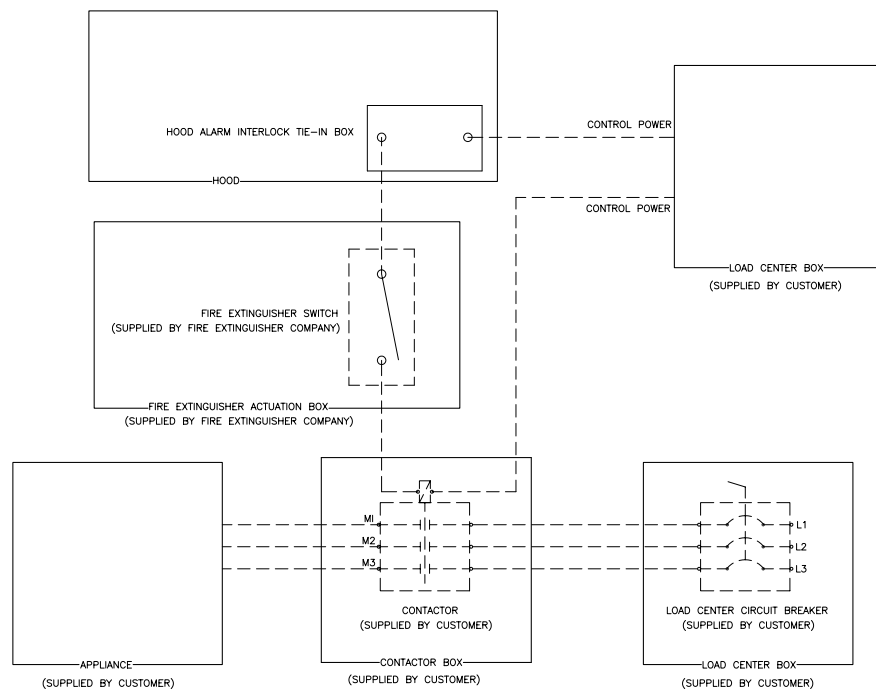 CONTROL POWER
HOOD ALARM INTERLOCK TIE-IN BOX
HOOD
CONTROL POWER
LOAD CENTER BOX
(SUPPLIED BY CUSTOMER)
FIRE EXTINGUISHER SWITCH
(SUPPLIED BY FIRE EXTINGUISHER COMPANY)
FIRE EXTINGUISHER ACTUATION BOX
(SUPPLIED BY FIRE EXTINGUISHER COMPANY)
M1
L1
M2
L2
M3
L3
CONTACTOR
(SUPPLIED BY CUSTOMER)
LOAD CENTER CIRCUIT BREAKER
(SUPPLIED BY CUSTOMER)
APPLIANCE
(SUPPLIED BY CUSTOMER)
CONTACTOR BOX
(SUPPLIED BY CUSTOMER)
LOAD CENTER BOX
(SUPPLIED BY CUSTOMER)